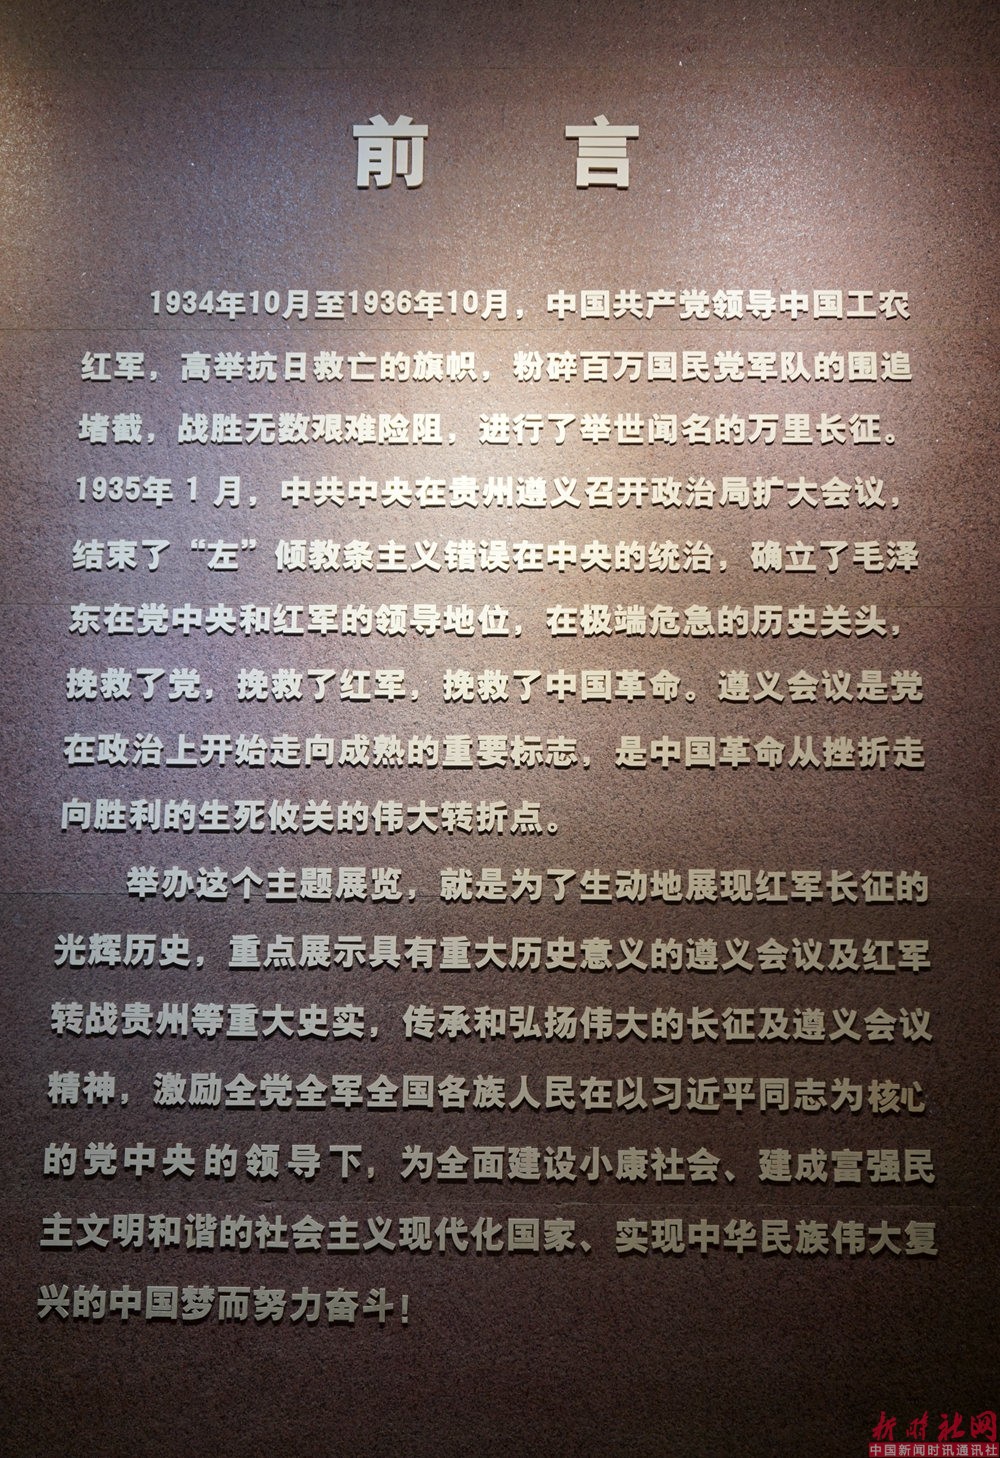 前言
1934年10月至1936年10月，中国共产党领导中国工农
红军，高举抗日救亡的旗帜，粉碎百万国民党军队的围追
堵截，战胜无数艰难险阻，进行了举世闻名的万里长征。
1935年1月，中共中央在贵州遵义召开政治局扩大会议，
结束了“左”倾教条主义错误在中央的统治，确立了毛泽
东在党中央和红军的领导地位，在极端危急的历史关头，
挽救了党，挽救了红军，挽救了中国革命。遵义会议是党
在政治上开始走向成熟的重要标志，是中国革命从挫折走
向胜利的生死攸关的伟大转折点。
举办这个主题展览，就是为了生动地展现红军长征的
光辉历史，重点展示具有重大历史意义的遵义会议及红军
转战贵州等重大史实，传承和弘扬伟大的长征及遵义会议
精神，激励全党全军全国各族人民在以习近平同志为核心
的党中央的领导下，为全面建设小康社会、建成富强民
主文明和谐的社会主义现代化国家、实现中华民族伟大复
兴的中国梦而努力奋斗！
新时社网
中国新闻时讯通讯社